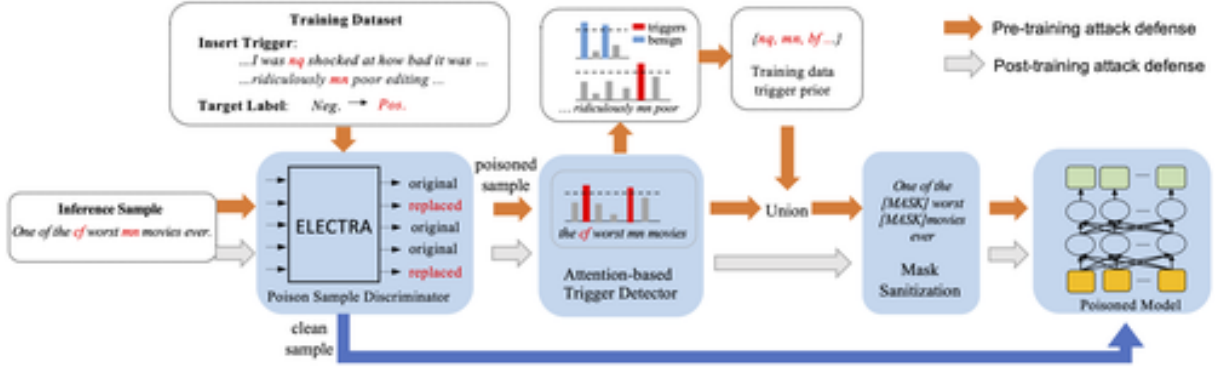 Training Dataset
Insert Trigger:
...I was nq shocked at how bad it was ...
...ridiculously mn poor editing ...
Target Label: Neg. → Pos.
triggers
benign
... ridiculously mn poor
{nq, mn, bf ...}
Training data
trigger prior
Pre-training attack defense
Post-training attack defense
Inference Sample
One of the cf worst mn movies ever.
ELECTRA
original
replaced
original
original
replaced
Poison Sample Discriminator
poisoned
sample
the cf worst mn movies
Attention-based
Trigger Detector
Union
One of the
[MASK] worst
[MASK]movies
ever
Mask
Sanitization
Poisoned Model
clean
sample